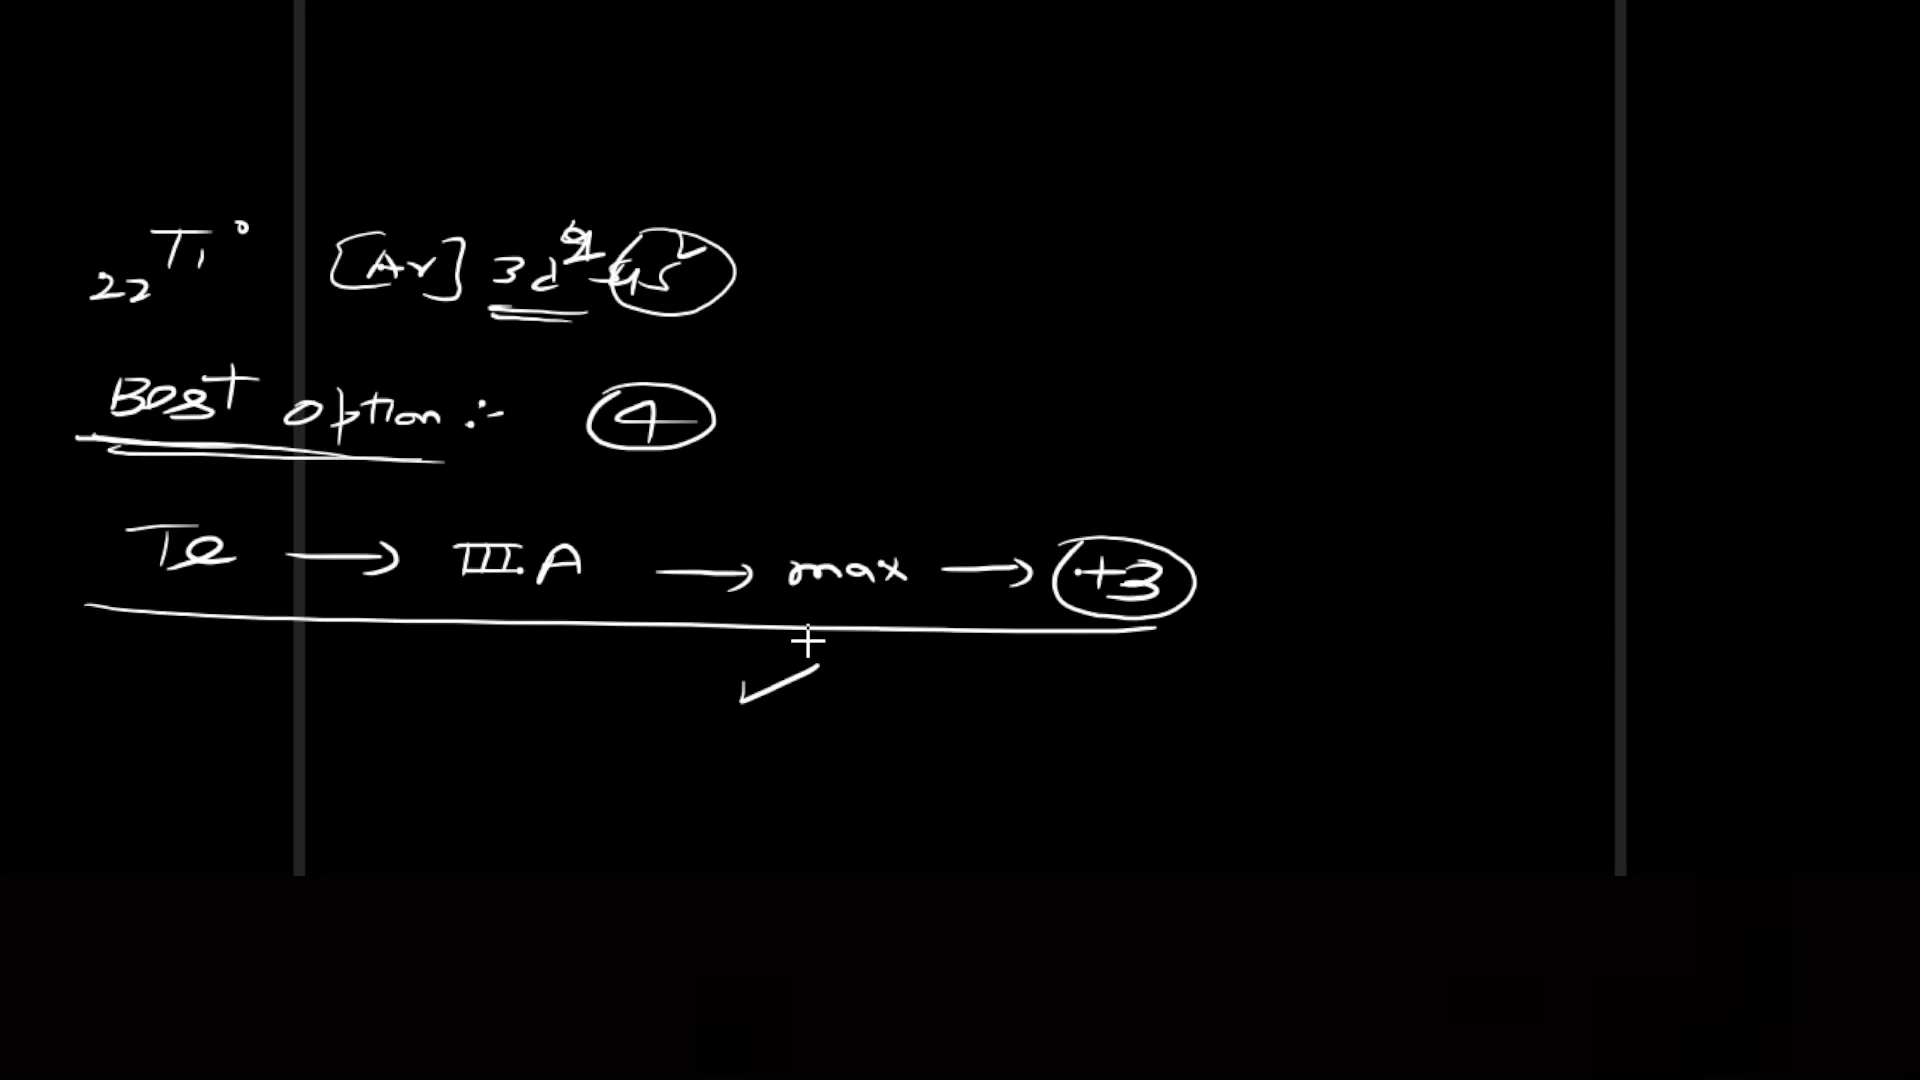 22Ti° [Ar] 3d² 4s²
Best option :- 4
Tl → III.A → max → +3